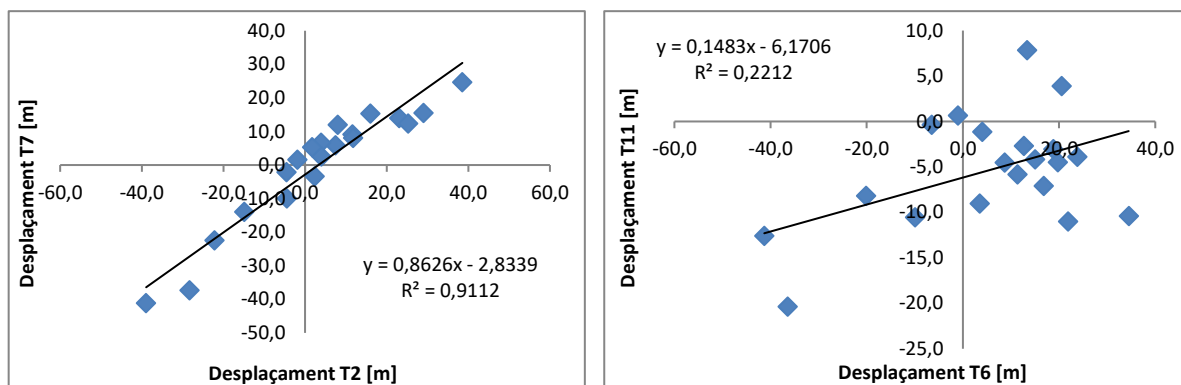 40,0
30,0
20,0
10,0
0,0
-10,0
-20,0
-30,0
-40,0
-50,0
-60,0 -40,0 -20,0 0,0 20,0 40,0 60,0
Desplaçament T7 [m]
Desplaçament T2 [m]
y = 0,8626x - 2,8339
R² = 0,9112
y = 0,1483x - 6,1706
R² = 0,2212
10,0
5,0
0,0
-5,0
-10,0
-15,0
-20,0
-25,0
-60,0 -40,0 -20,0 0,0 20,0 40,0
Desplaçament T11 [m]
Desplaçament T6 [m]